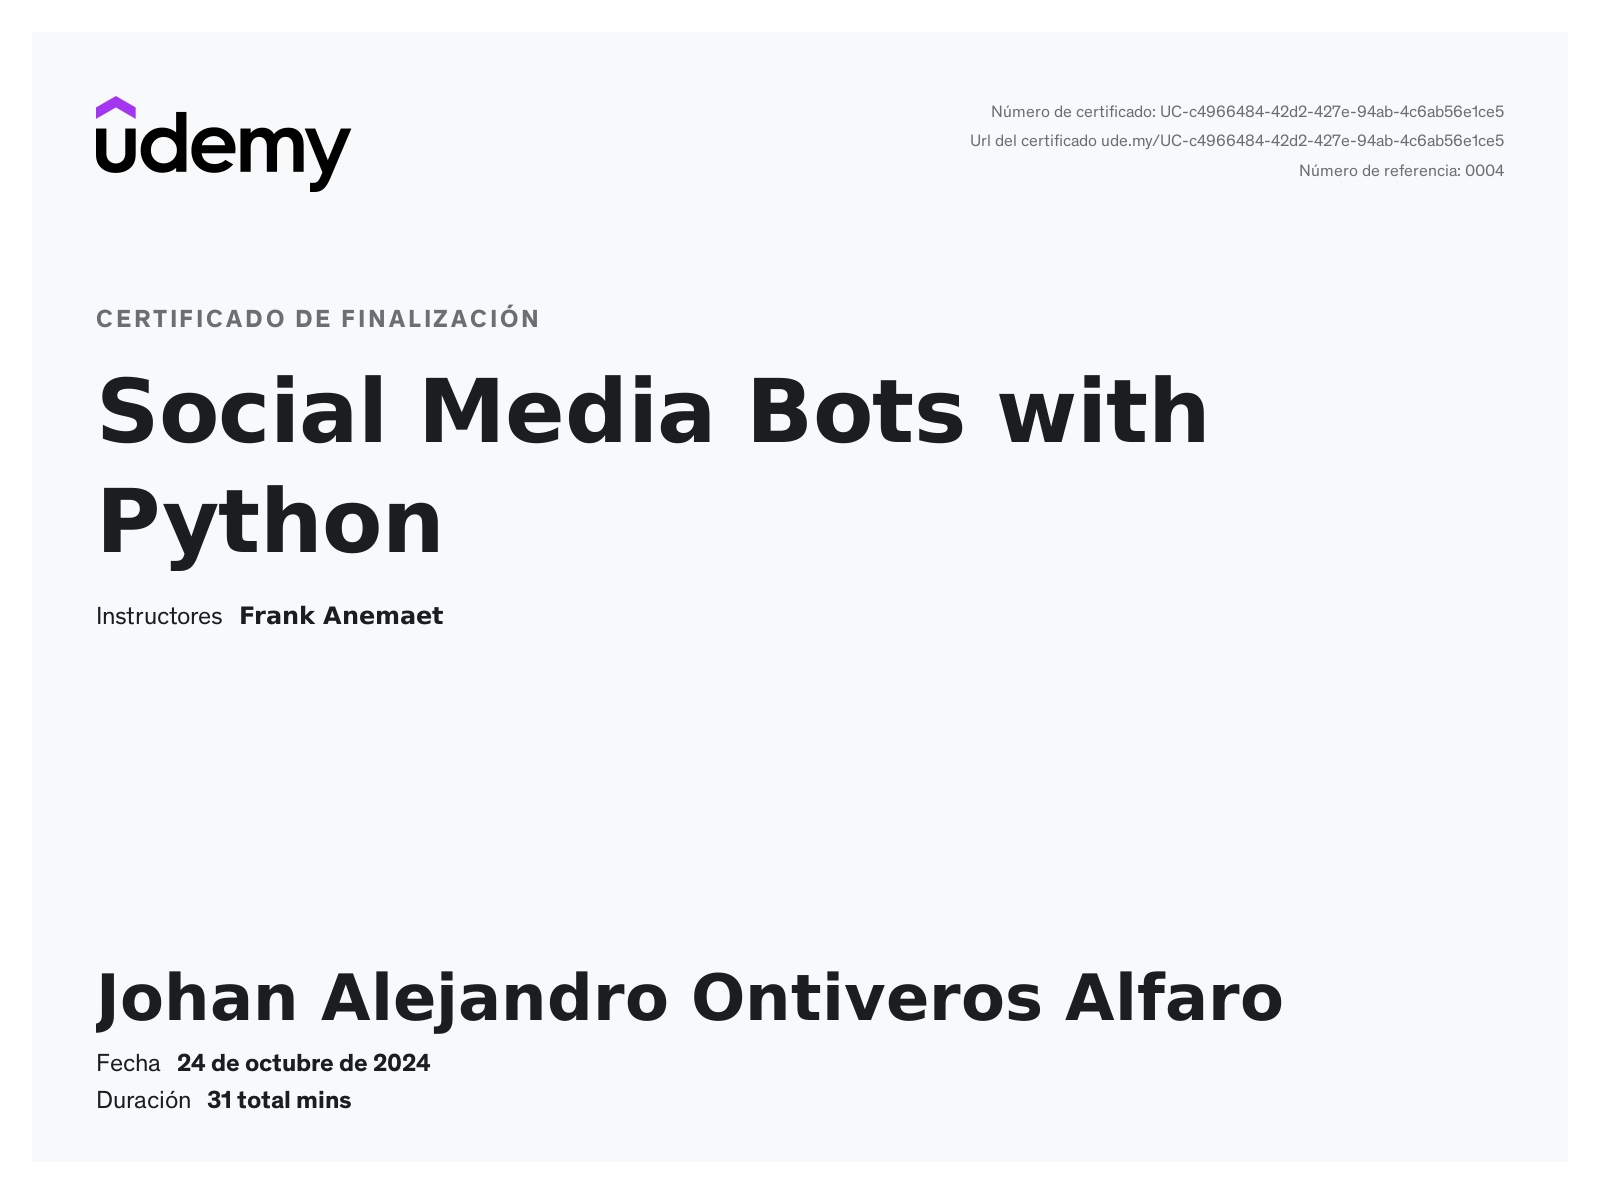 udemy
Número de certificado: UC-c4966484-42d2-427e-94ab-4c6ab56e1ce5
Url del certificado ude.my/UC-c4966484-42d2-427e-94ab-4c6ab56e1ce5
Número de referencia: 0004
CERTIFICADO DE FINALIZACIÓN
Social Media Bots with
Python
Instructores Frank Anemaet
Johan Alejandro Ontiveros Alfaro
Fecha 24 de octubre de 2024
Duración 31 total mins